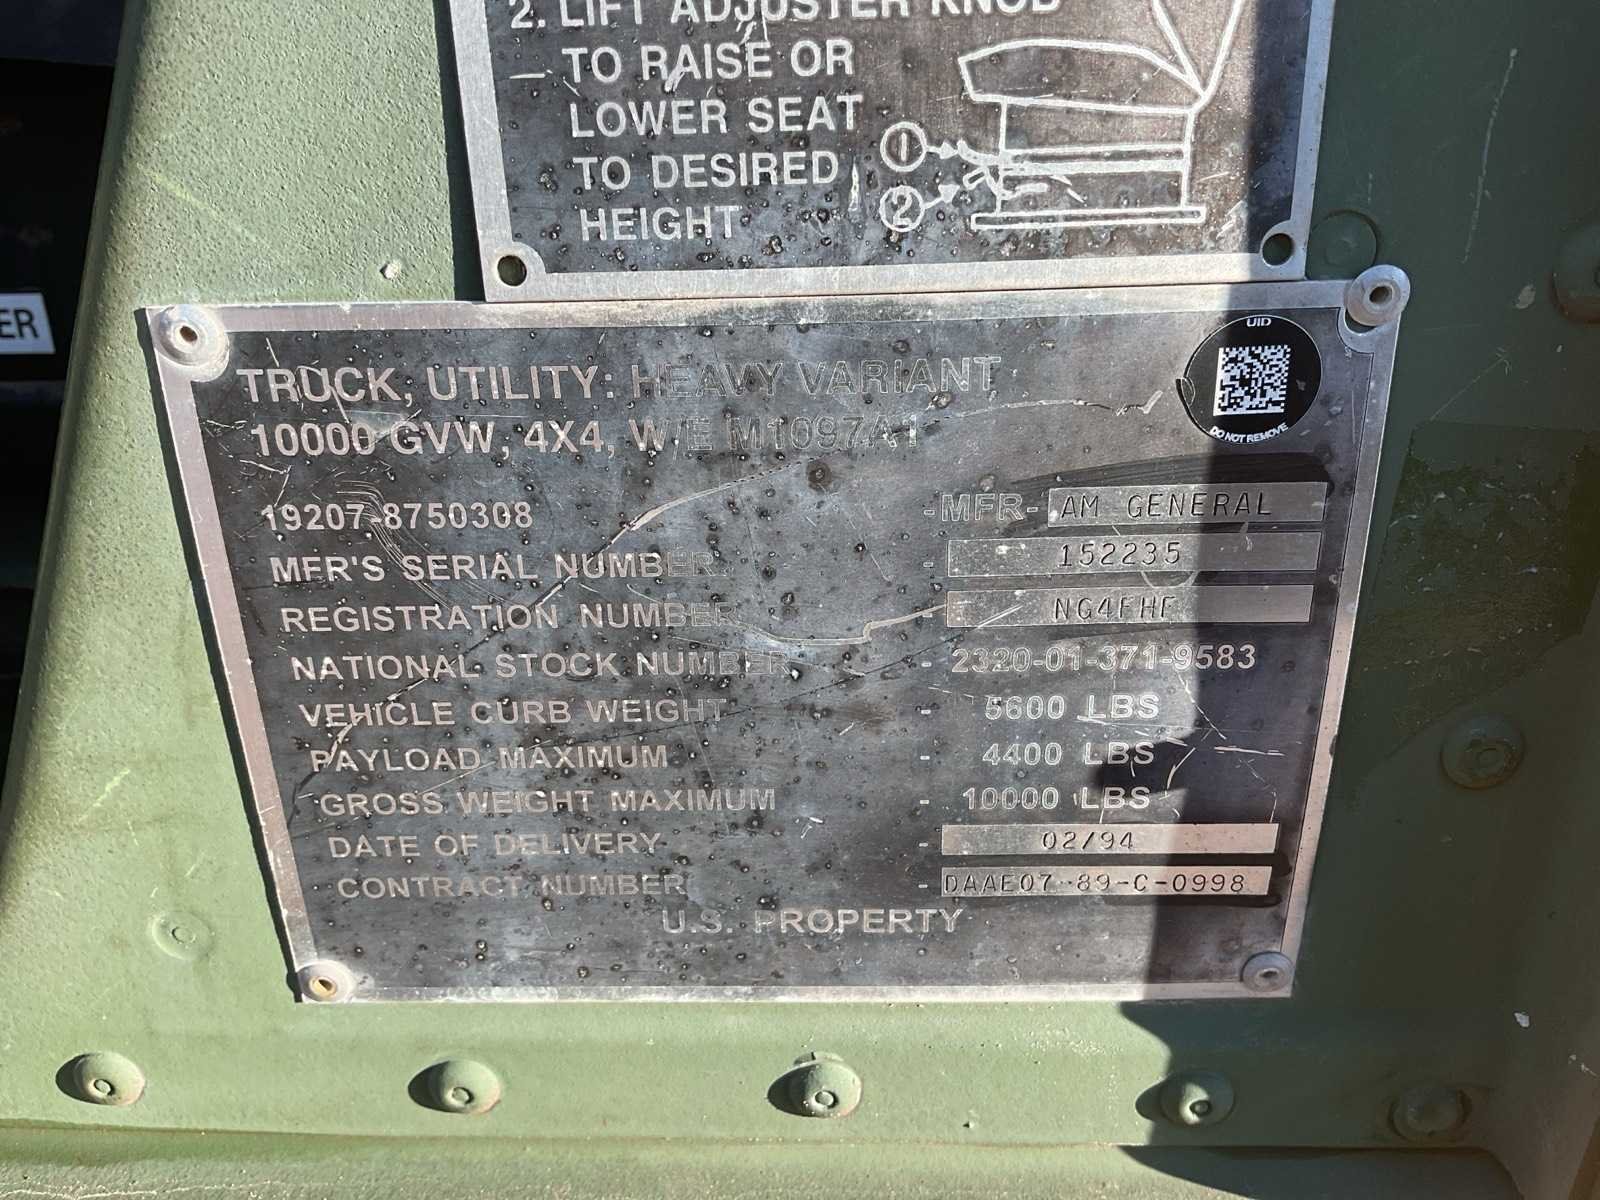 2. LIFT ADJUSTER KNOB
TO RAISE OR
LOWER SEAT
TO DESIRED
HEIGHT
1
2
ER
UID
DO NOT REMOVE
TRUCK, UTILITY: HEAVY VARIANT
10000 GVW, 4X4, W/E M1097A1
19207-8750308 -MFR- AM GENERAL
MFR'S SERIAL NUMBER - 152235
REGISTRATION NUMBER - NG4FHF
NATIONAL STOCK NUMBER - 2320-01-371-9583
VEHICLE CURB WEIGHT - 5600 LBS
PAYLOAD MAXIMUM - 4400 LBS
GROSS WEIGHT MAXIMUM - 10000 LBS
DATE OF DELIVERY - 02/94
CONTRACT NUMBER - DAAE07-89-C-0998
U.S. PROPERTY